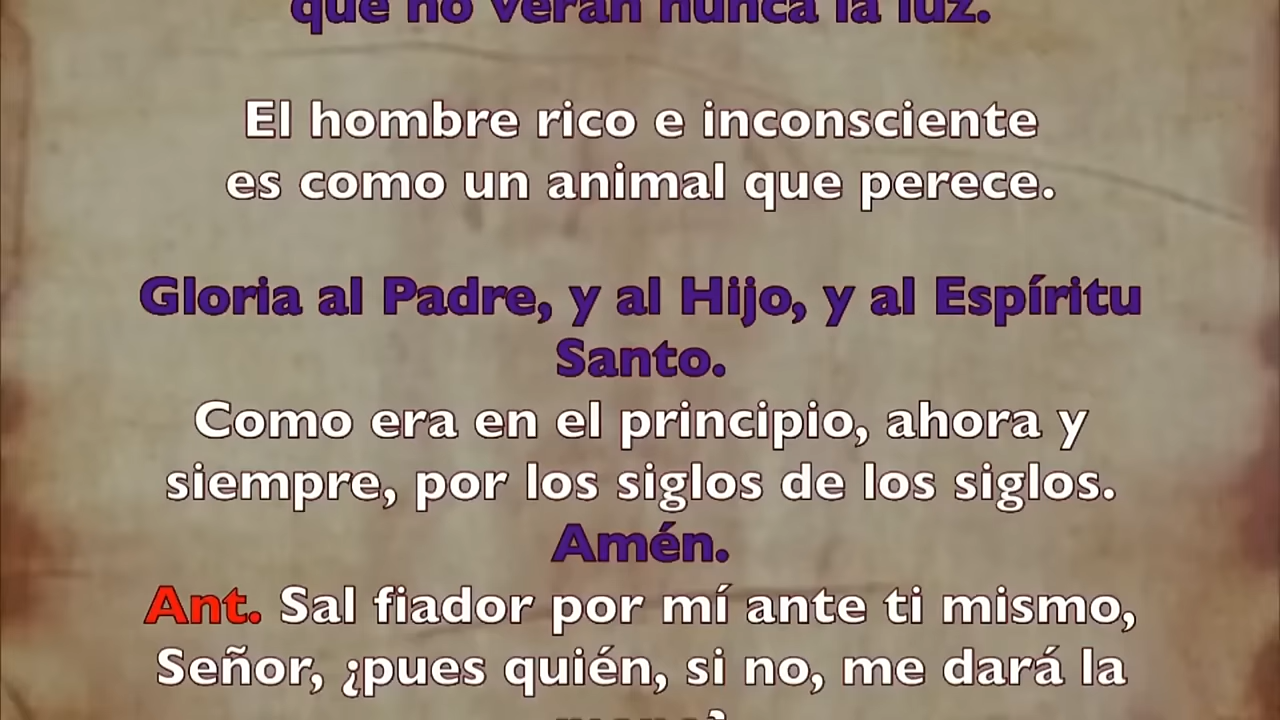 que no verán nunca la luz.
El hombre rico e inconsciente
es como un animal que perece.
Gloria al Padre, y al Hijo, y al Espíritu
Santo.
Como era en el principio, ahora y
siempre, por los siglos de los siglos.
Amén.
Ant. Sal fiador por mí ante ti mismo,
Señor, ¿pues quién, si no, me dará la